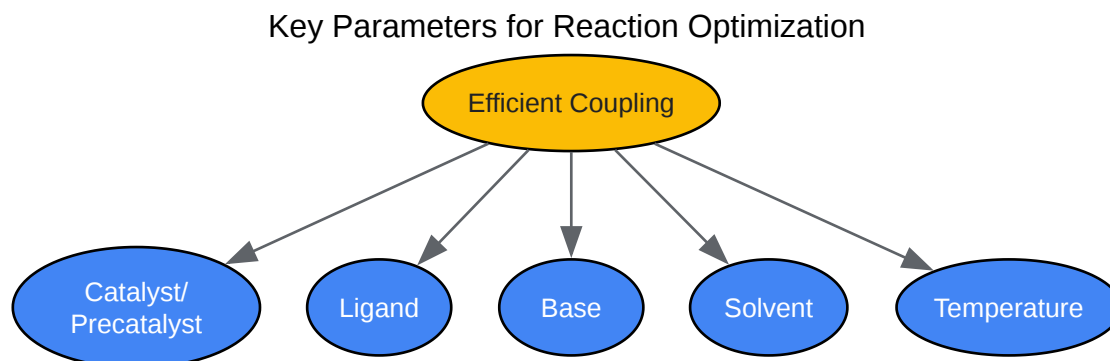 Key Parameters for Reaction Optimization
Efficient Coupling
Catalyst/
Precatalyst
Ligand
Base
Solvent
Temperature